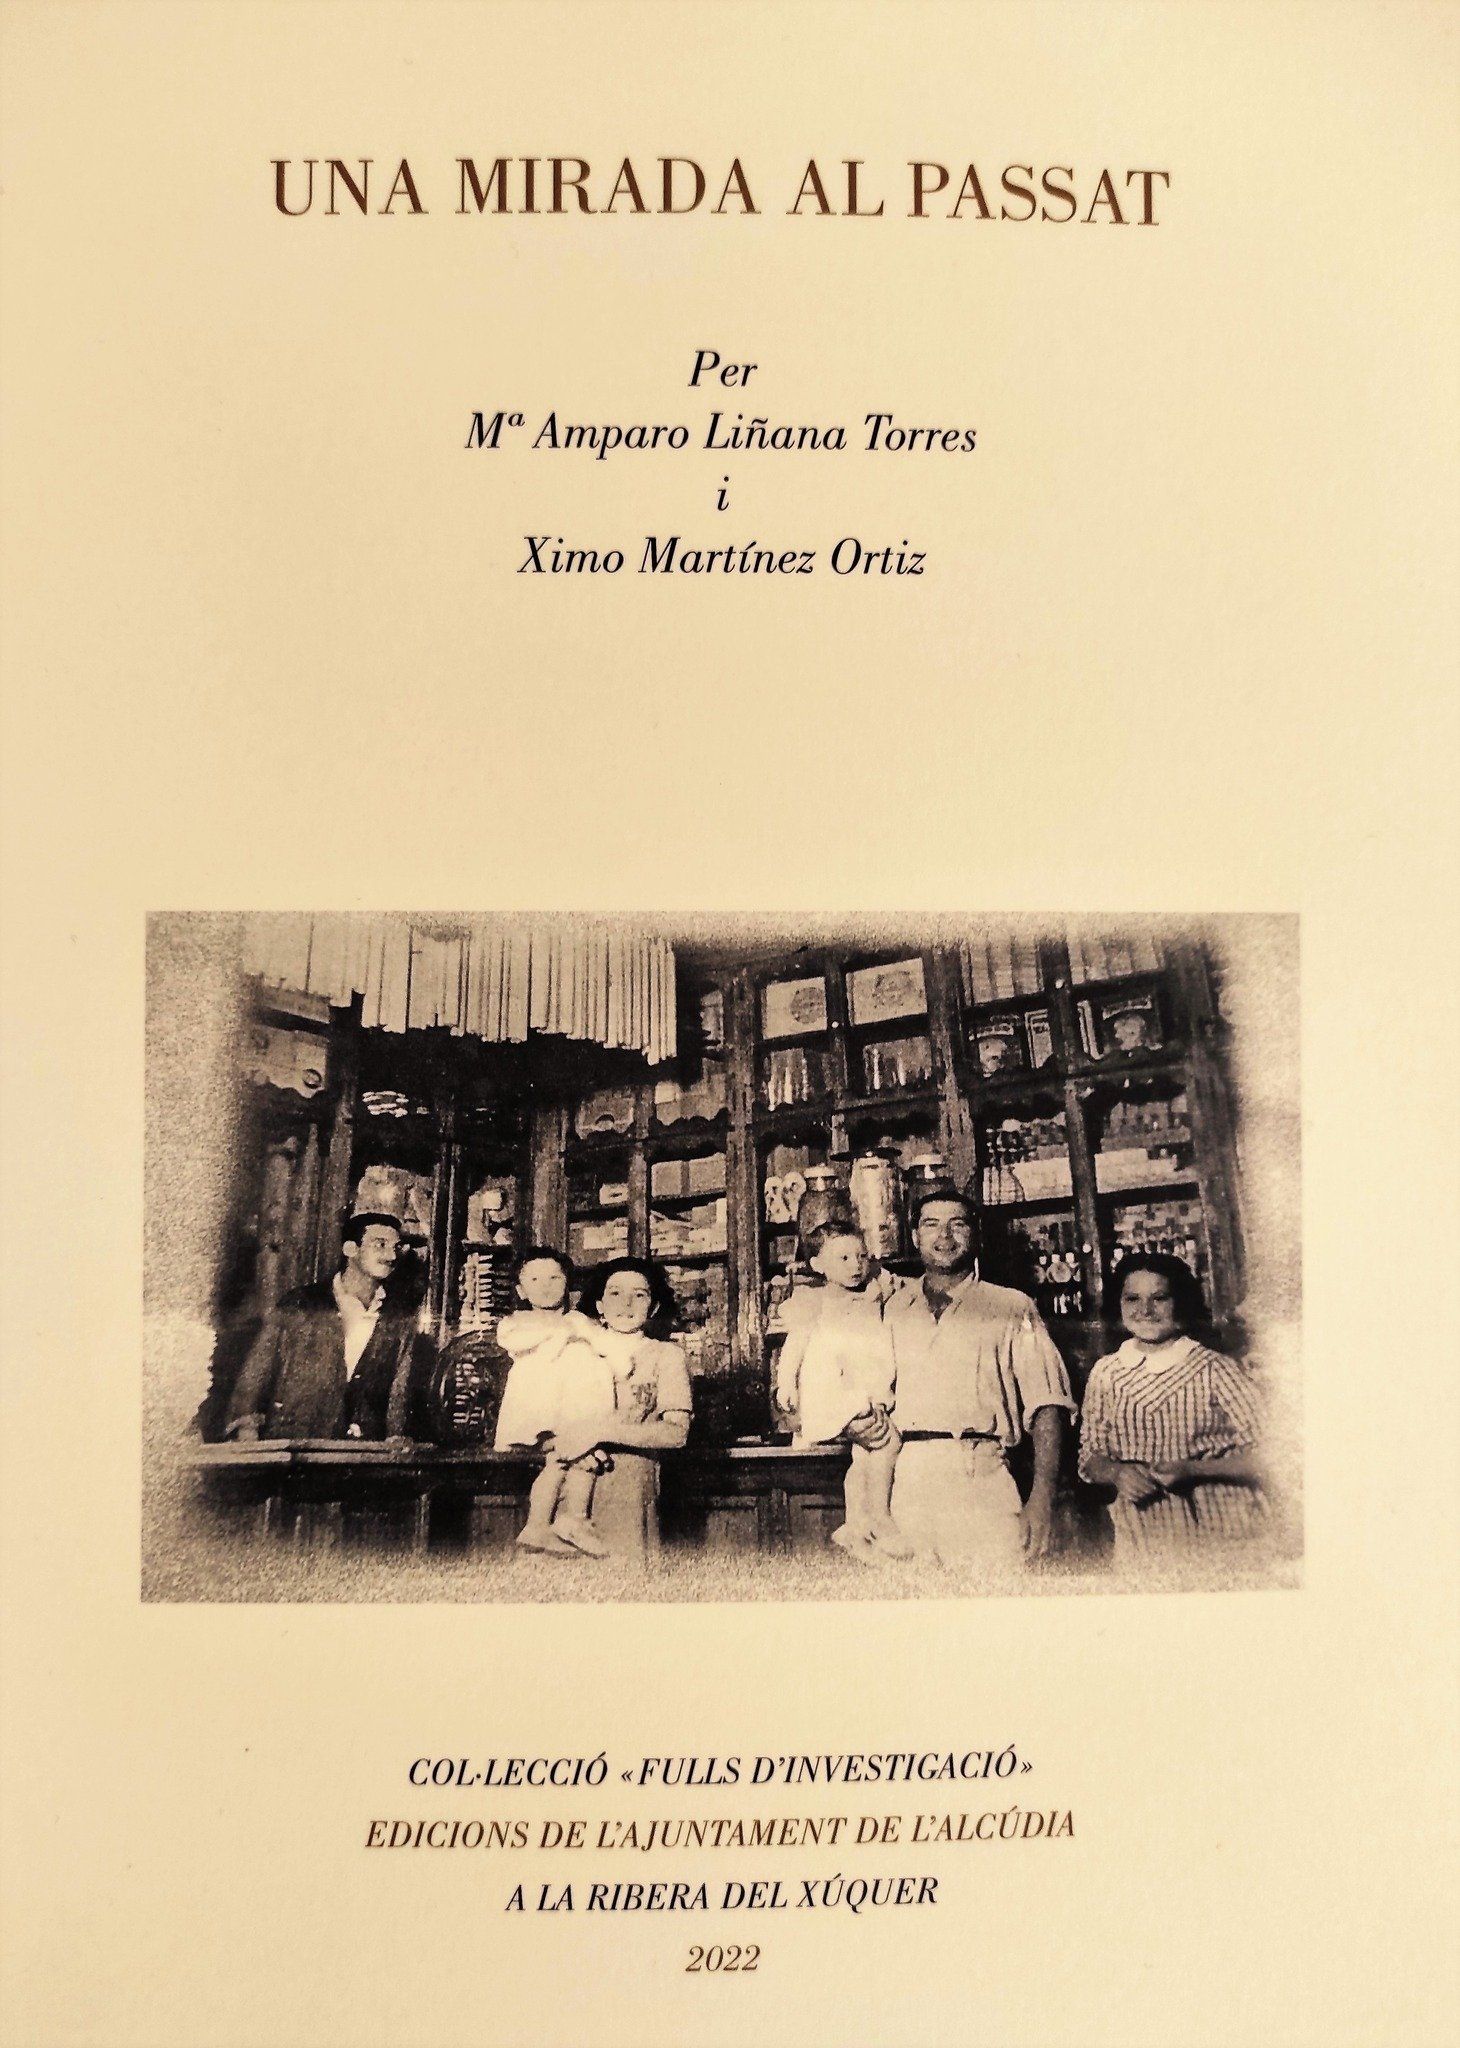 UNA MIRADA AL PASSAT
Per
Mª Amparo Liñana Torres
i
Ximo Martínez Ortiz
COL·LECCIÓ «FULLS D'INVESTIGACIÓ»
EDICIONS DE L'AJUNTAMENT DE L'ALCÚDIA
A LA RIBERA DEL XÚQUER
2022